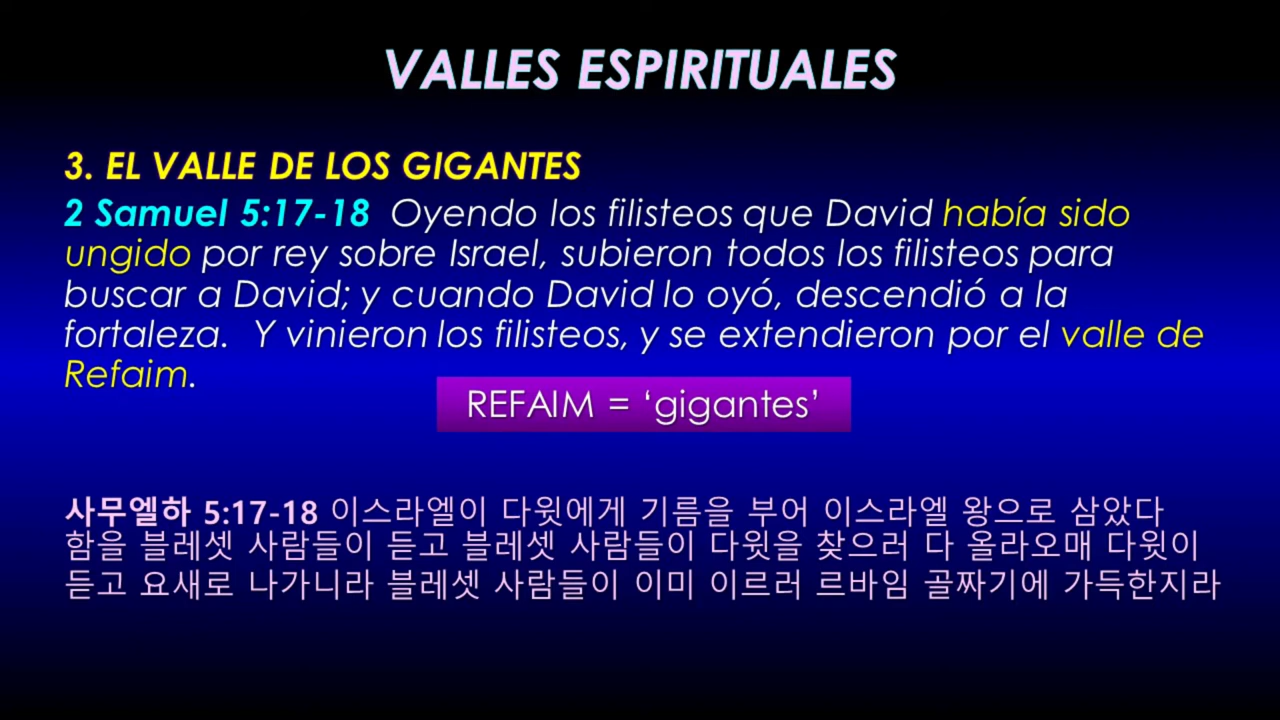 VALLES ESPIRITUALES
3. EL VALLE DE LOS GIGANTES
2 Samuel 5:17-18 Oyendo los filisteos que David había sido
ungido por rey sobre Israel, subieron todos los filisteos para
buscar a David; y cuando David lo oyó, descendió a la
fortaleza. Y vinieron los filisteos, y se extendieron por el valle de
Refaim.
REFAIM = ‘gigantes’
사무엘하 5:17-18 이스라엘이 다윗에게 기름을 부어 이스라엘 왕으로 삼았다
함을 블레셋 사람들이 듣고 블레셋 사람들이 다윗을 찾으러 다 올라오매 다윗이
듣고 요새로 나가니라 블레셋 사람들이 이미 이르러 르바임 골짜기에 가득한지라